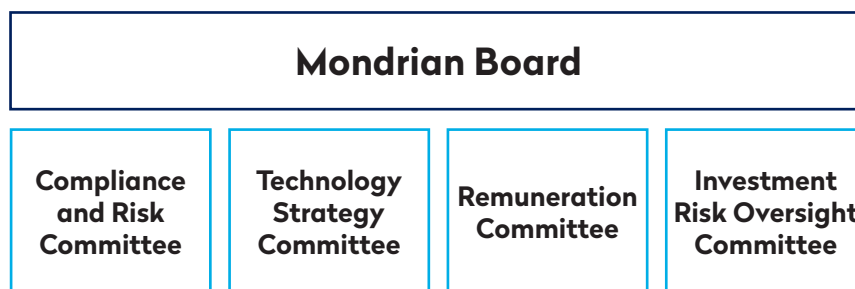 Mondrian Board
Compliance
and Risk
Committee
Technology
Strategy
Committee
Remuneration
Committee
Investment
Risk Oversight
Committee